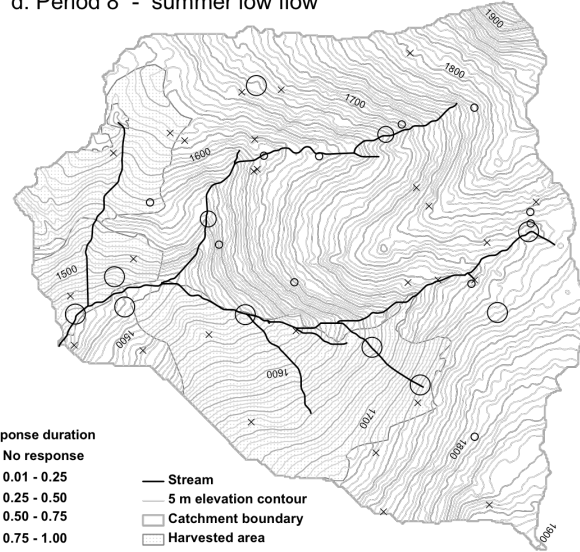 d. Period 8 - summer low flow
1900
1800
1700
1600
1500
1500
1600
1700
1800
1900
ponse duration
No response
0.01 - 0.25
0.25 - 0.50
0.50 - 0.75
0.75 - 1.00
Stream
5 m elevation contour
Catchment boundary
Harvested area